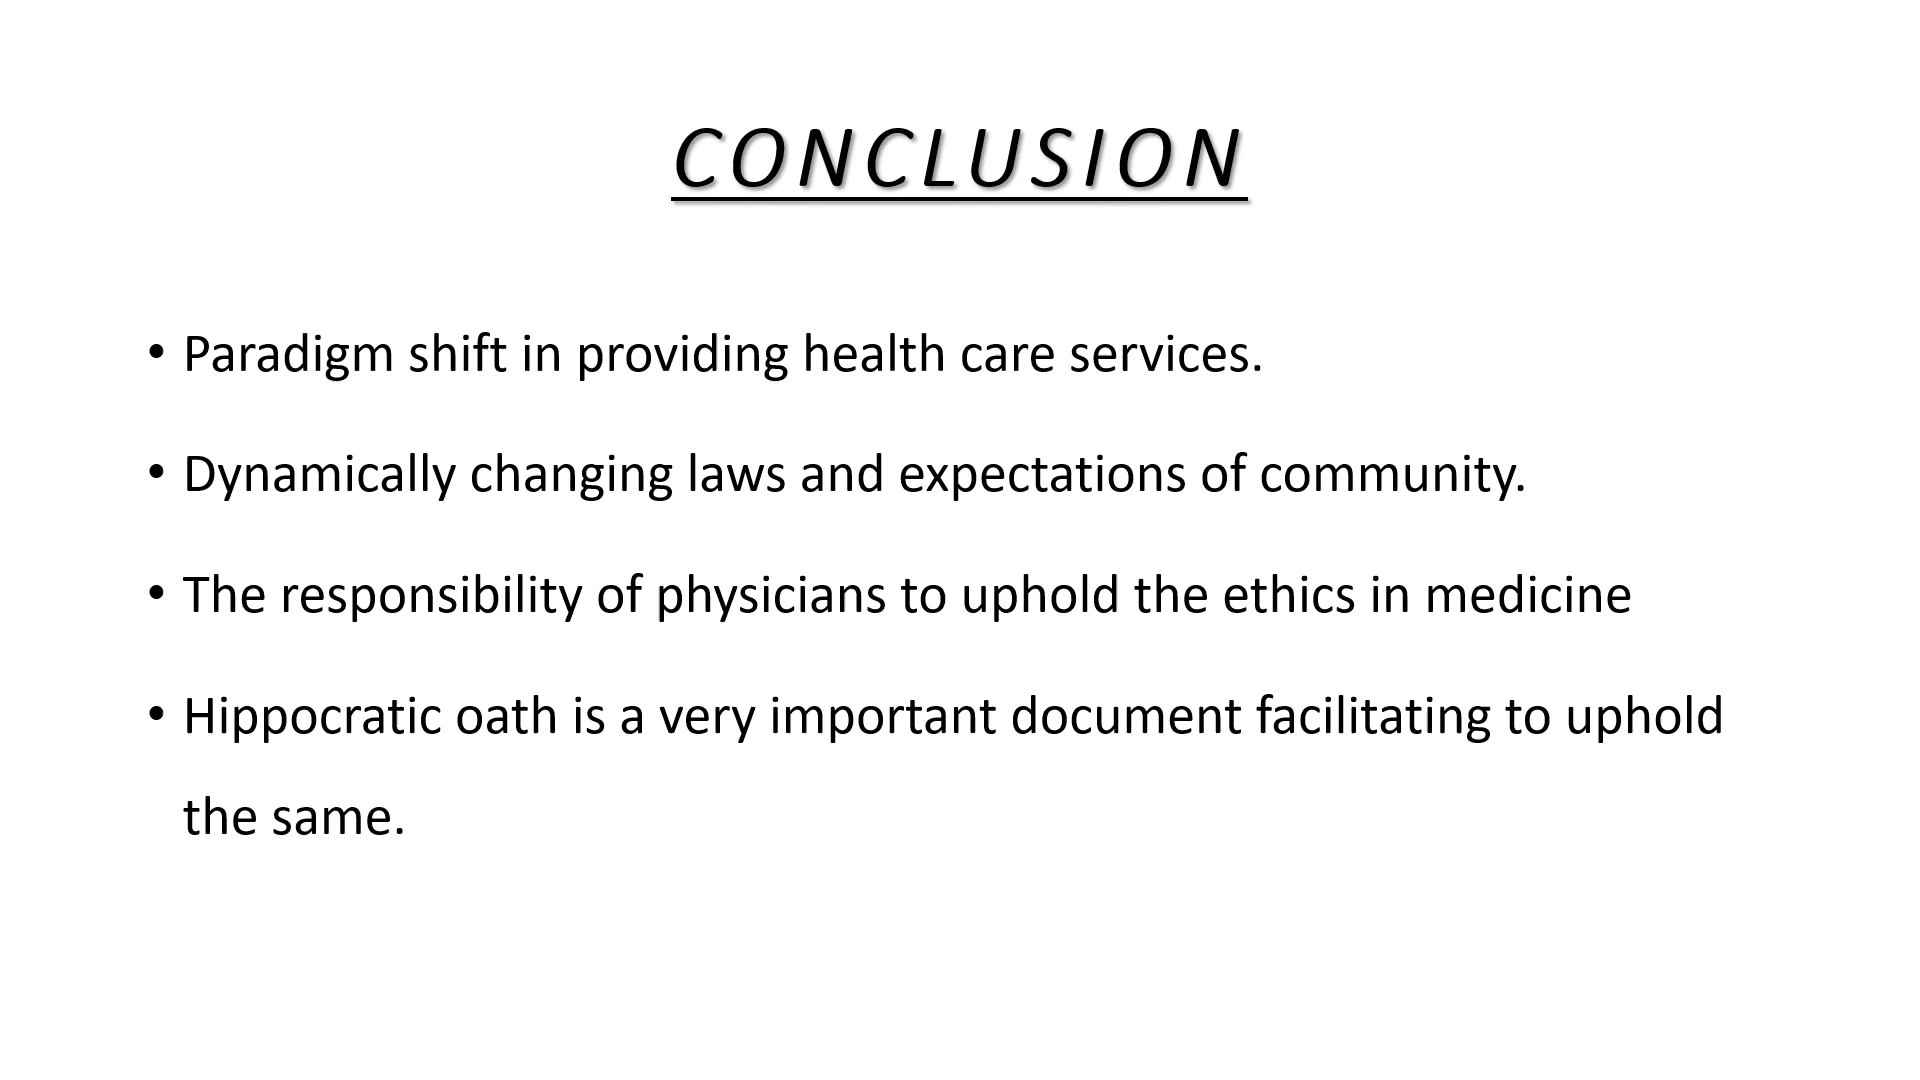 CONCLUSION
• Paradigm shift in providing health care services.
• Dynamically changing laws and expectations of community.
• The responsibility of physicians to uphold the ethics in medicine
• Hippocratic oath is a very important document facilitating to uphold
the same.